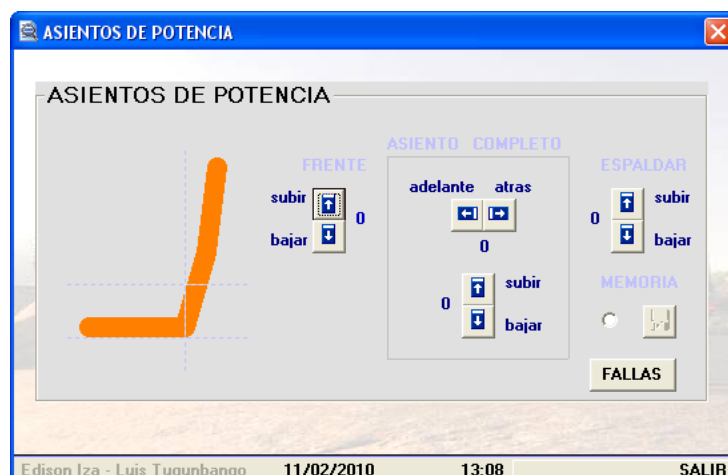 ASIENTOS DE POTENCIA
ASIENTOS DE POTENCIA
ASIENTO COMPLETO
FRENTE
ESPALDAR
adelante atras
subir
0
bajar
0
subir
0
bajar
0
subir
bajar
MEMORIA
FALLAS
Edison Iza - Luis Tugunbango 11/02/2010 13:08 SALIR